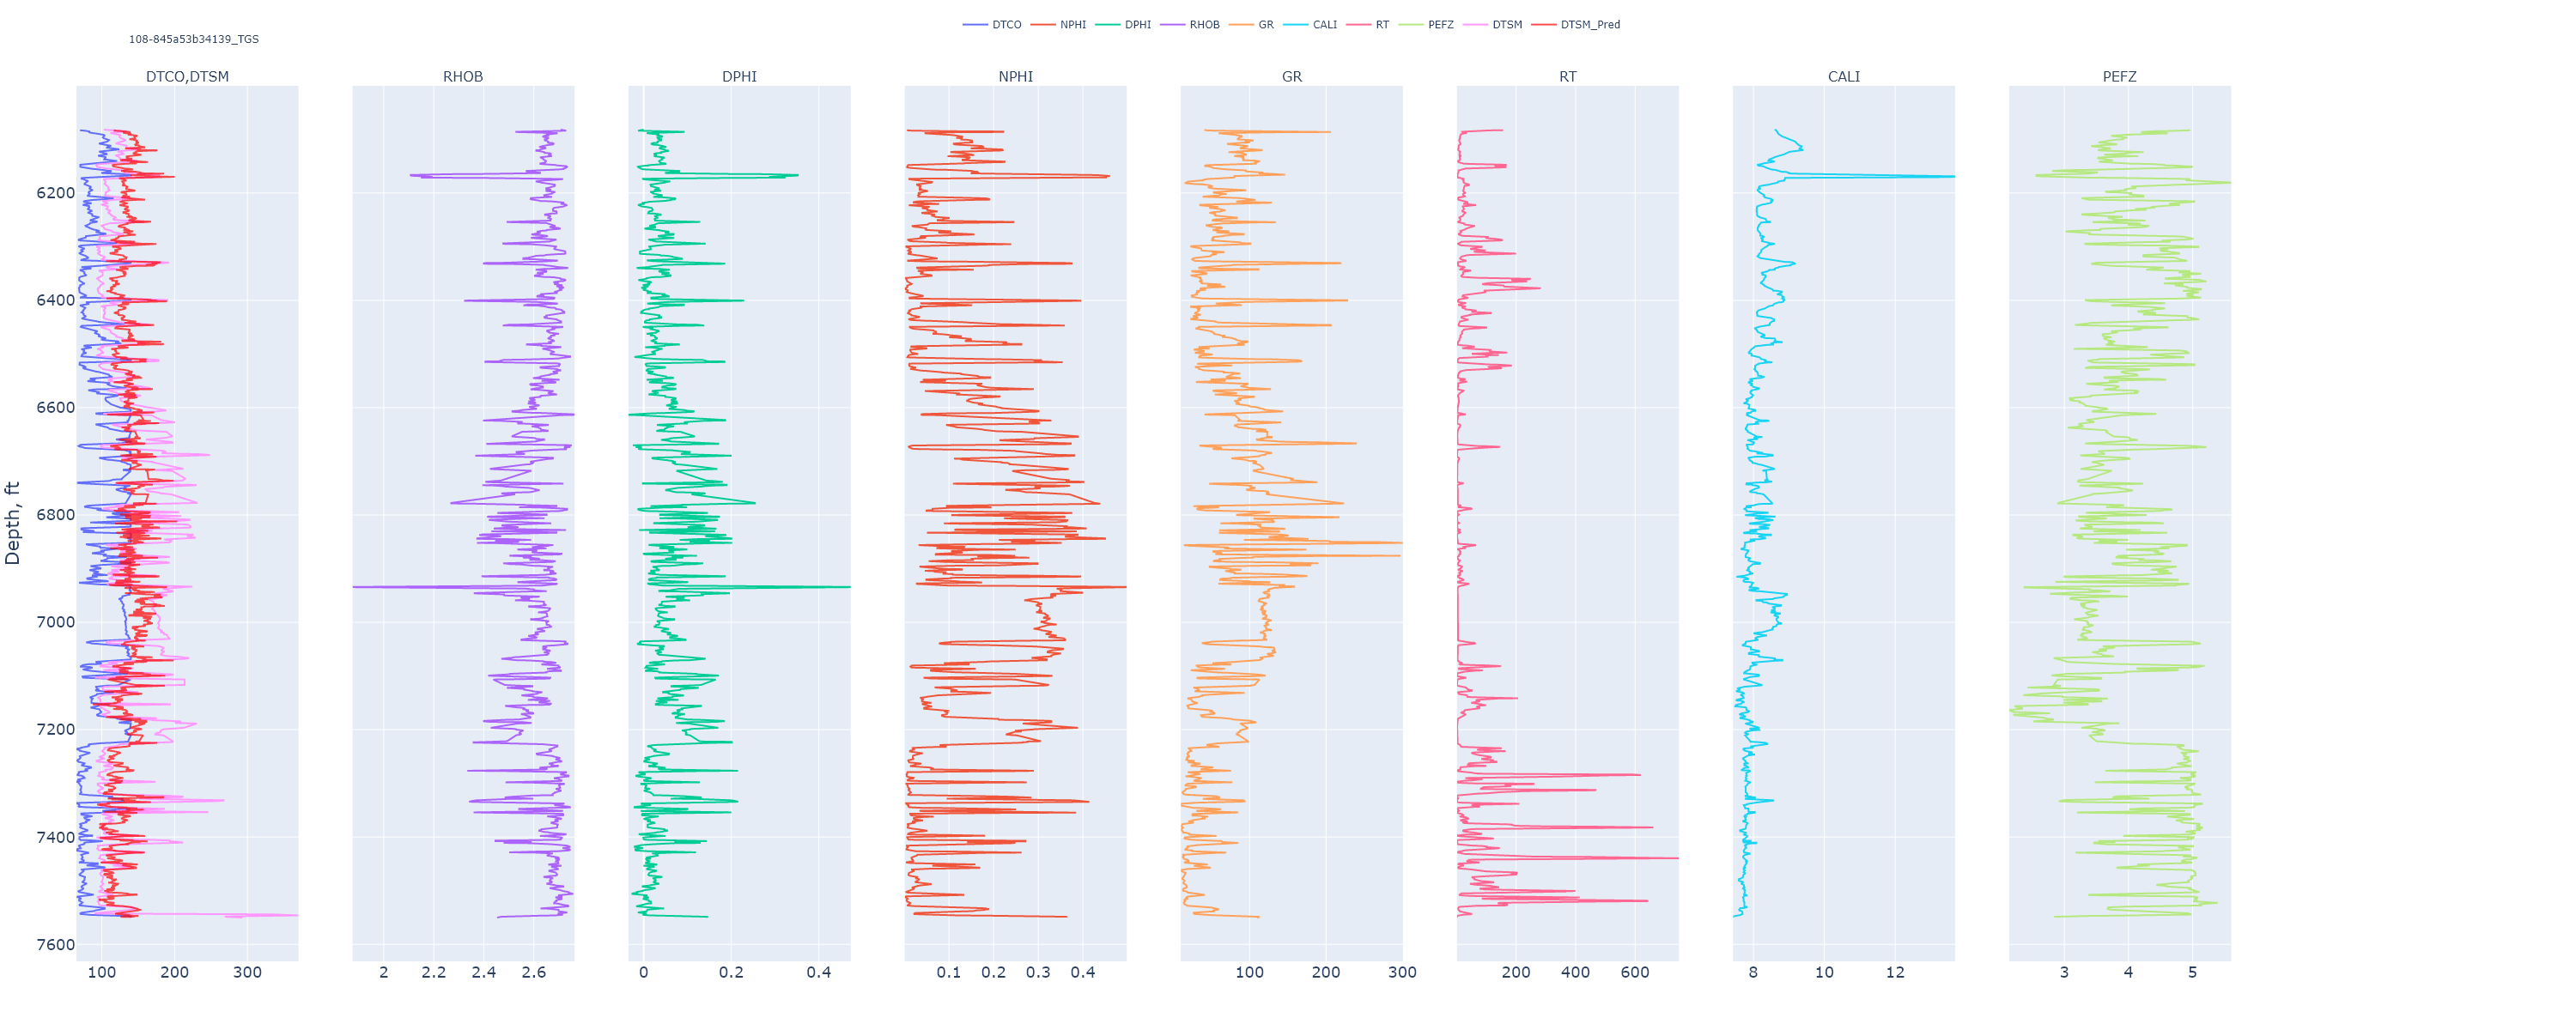 DTCO NPHI DPHI RHOB GR CALI RT PEFZ DTSM DTSM_Pred
108-845a53b34139_TGS
DTCO,DTSM RHOB DPHI NPHI GR RT CALI PEFZ
Depth, ft
6200
6400
6600
6800
7000
7200
7400
7600
100 200 300 2 2.2 2.4 2.6 0 0.2 0.4 0.1 0.2 0.3 0.4 100 200 300 200 400 600 8 10 12 3 4 5